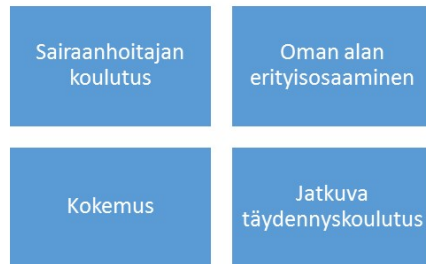 Sairaanhoitajan
koulutus
Oman alan
erityisosaaminen
Kokemus
Jatkuva
täydennyskoulutus